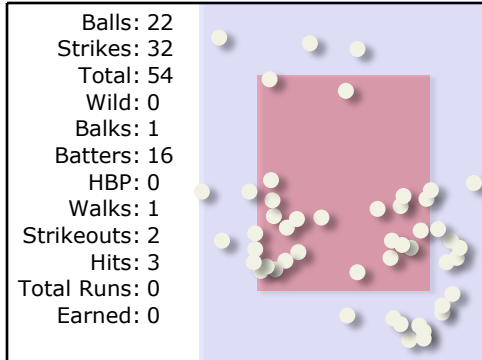 Balls: 22
Strikes: 32
Total: 54
Wild: 0
Balks: 1
Batters: 16
HBP: 0
Walks: 1
Strikeouts: 2
Hits: 3
Total Runs: 0
Earned: 0